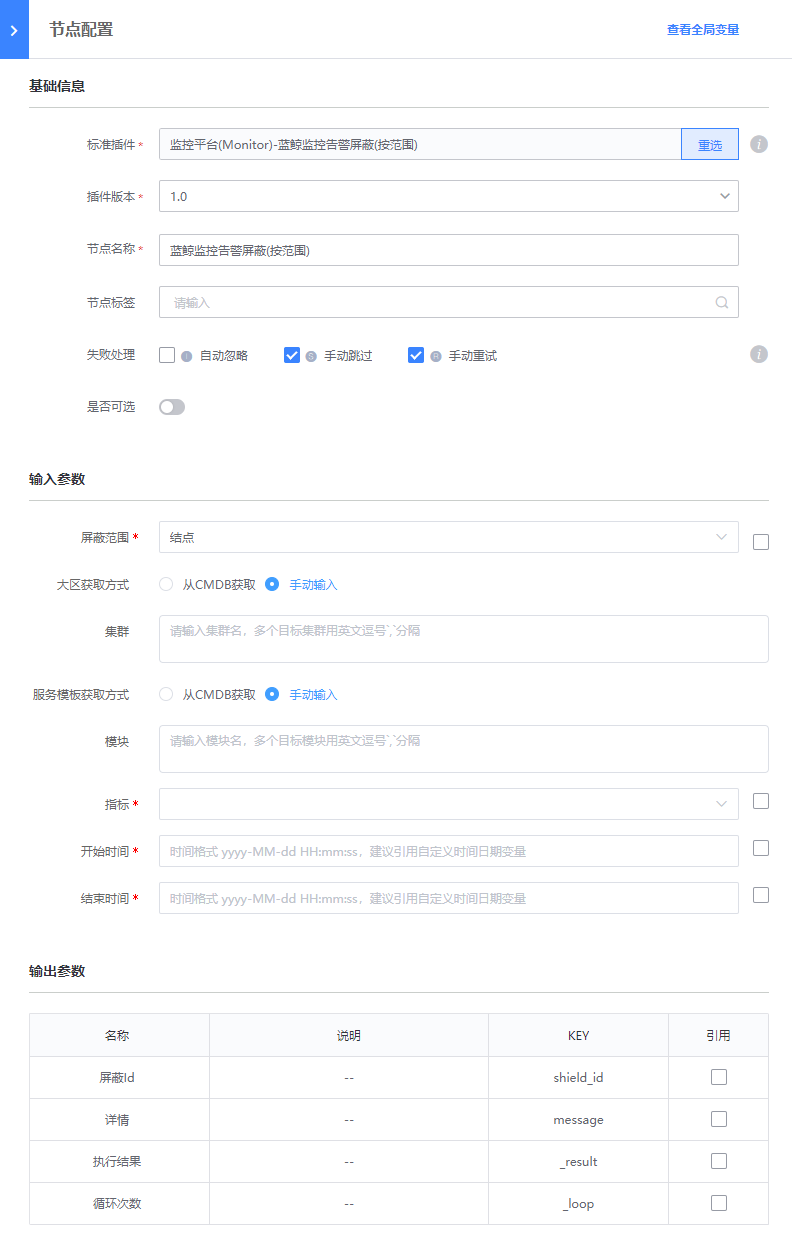 节点配置 查看全局变量
基础信息
标准插件 * 监控平台(Monitor)-蓝鲸监控告警屏蔽(按范围) 重选
插件版本 * 1.0
节点名称 * 蓝鲸监控告警屏蔽(按范围)
节点标签 请输入
失败处理 自动忽略 手动跳过 手动重试
是否可选
输入参数
屏蔽范围 * 结点
大区获取方式 从CMDB获取 手动输入
集群 请输入集群名，多个目标集群用英文逗号`,`分隔
服务模板获取方式 从CMDB获取 手动输入
模块 请输入模块名，多个目标模块用英文逗号`,`分隔
指标 *
开始时间 * 时间格式 yyyy-MM-dd HH:mm:ss，建议引用自定义时间日期变量
结束时间 * 时间格式 yyyy-MM-dd HH:mm:ss，建议引用自定义时间日期变量
输出参数
名称 说明 KEY 引用
屏蔽Id -- shield_id
详情 -- message
执行结果 -- _result
循环次数 -- _loop